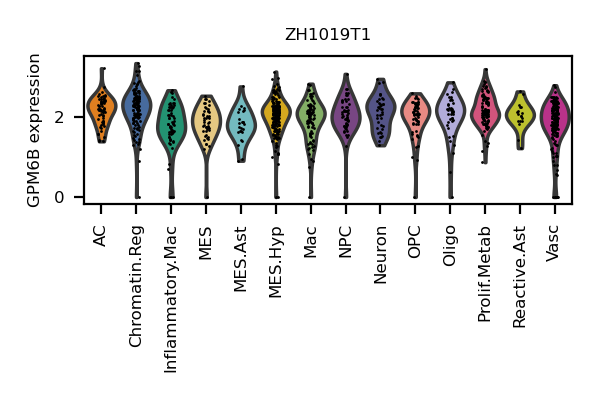 ZH1019T1
GPM6B expression
2
0
AC
Chromatin.Reg
Inflammatory.Mac
MES
MES.Ast
MES.Hyp
Mac
NPC
Neuron
OPC
Oligo
Prolif.Metab
Reactive.Ast
Vasc